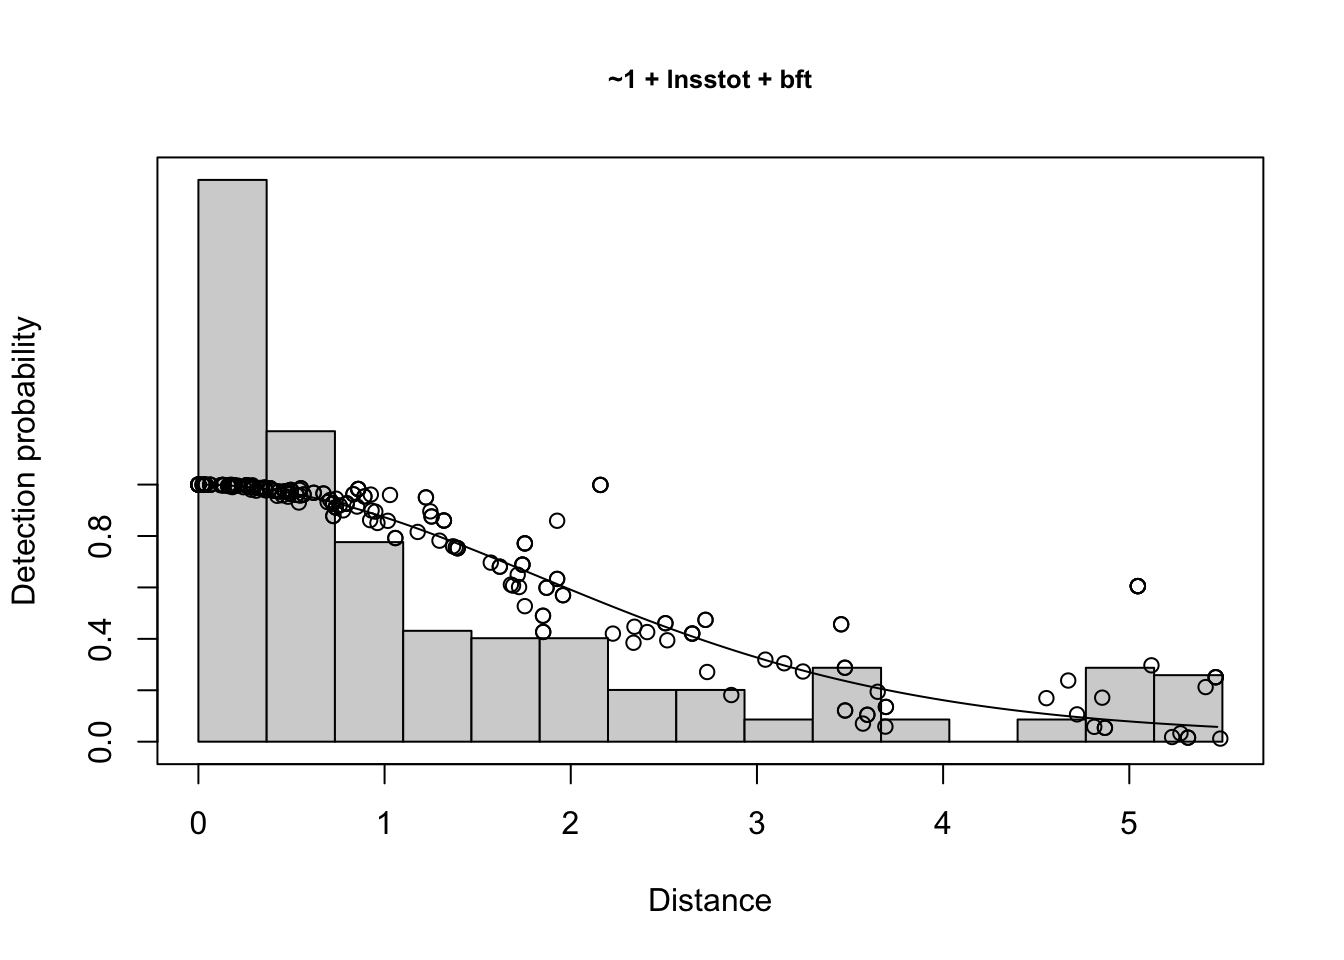 ~1 + lnsstot + bft
Detection probability
0.8
0.4
0.0
0 1 2 3 4 5
Distance